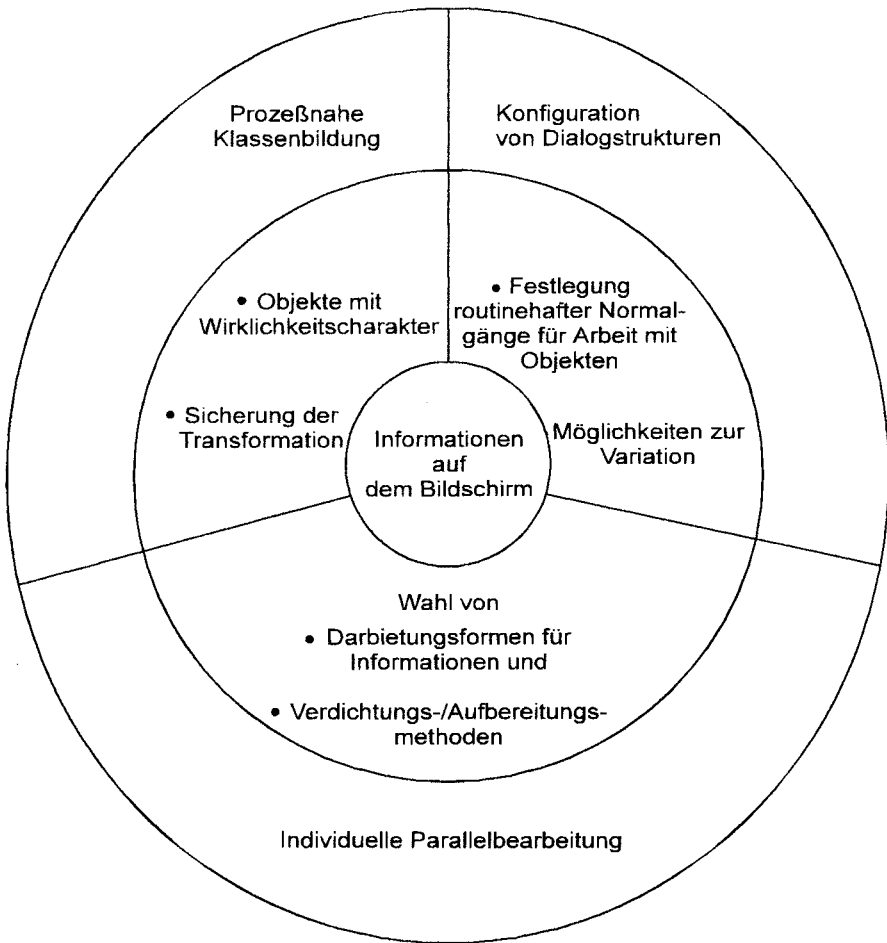 Prozeßnahe
Klassenbildung
Konfiguration
von Dialogstrukturen
• Objekte mit
Wirklichkeitscharakter
• Sicherung der
Transformation
• Festlegung
routinehafter Normal-
gänge für Arbeit mit
Objekten
Möglichkeiten zur
Variation
Informationen
auf
dem Bildschirm
Wahl von
• Darbietungsformen für
Informationen und
• Verdichtungs-/Aufbereitungs-
methoden
Individuelle Parallelbearbeitung